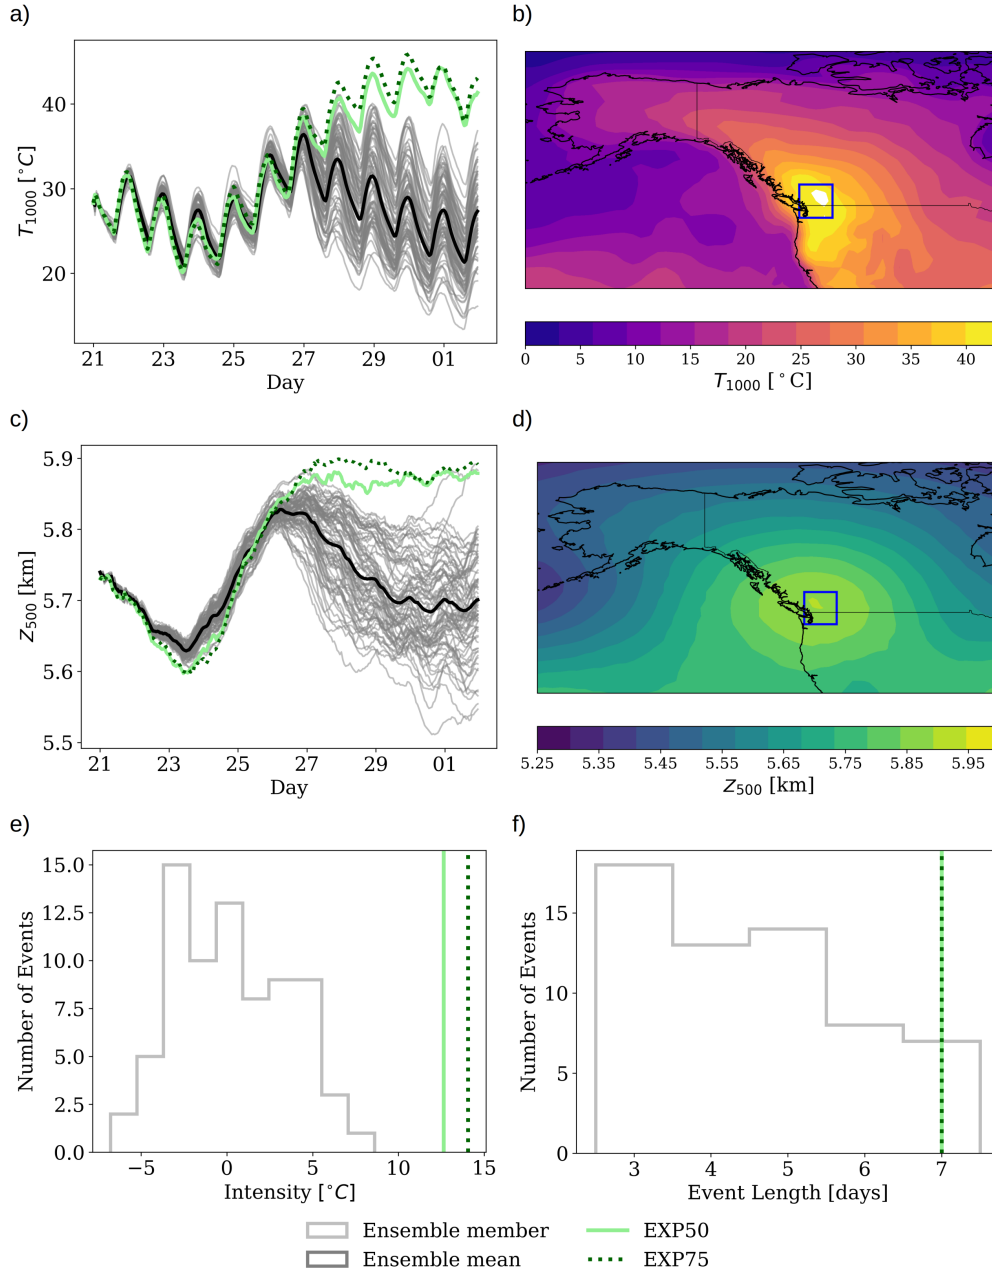 a)
b)
40
30
20
T1000 [°C]
21 23 25 27 29 01
Day
0 5 10 15 20 25 30 35 40
T1000 [°C]
c)
d)
5.9
5.8
5.7
5.6
5.5
Z500 [km]
21 23 25 27 29 01
Day
5.25 5.35 5.45 5.55 5.65 5.75 5.85 5.95
Z500 [km]
e)
f)
15.0
12.5
10.0
7.5
5.0
2.5
0.0
Number of Events
−5 0 5 10 15
Intensity [°C]
15
10
5
0
Number of Events
3 4 5 6 7
Event Length [days]
Ensemble member
Ensemble mean
EXP50
EXP75